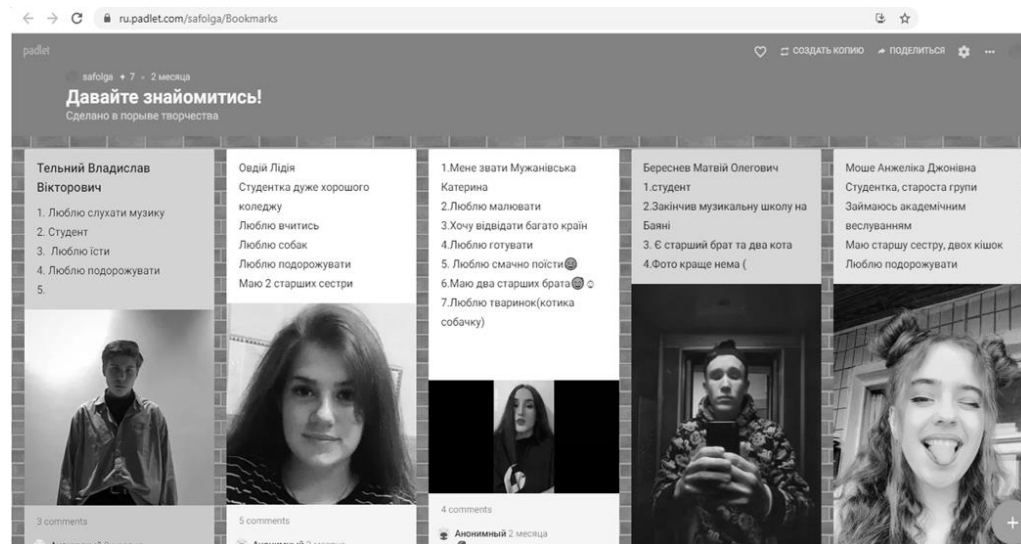 ru.padlet.com/safolga/Bookmarks
padlet
СОЗДАТЬ КОПИЮ
ПОДЕЛИТЬСЯ
safolga + 7 • 2 месяца
Давайте знайомитись!
Сделано в порыве творчества
Тельний Владислав
Вікторович
1. Люблю слухати музику
2. Студент
3. Люблю їсти
4. Люблю подорожувати
5.
3 comments
Овдій Лідія
Студентка дуже хорошого
коледжу
Люблю вчитись
Люблю собак
Люблю подорожувати
Маю 2 старших сестри
5 comments
1.Мене звати Мужанівська
Катерина
2.Люблю малювати
3.Хочу відвідати багато країн
4.Люблю готувати
5. Люблю смачно поїсти
6.Маю два старших брата
7.Люблю тваринок(котика
собачку)
4 comments
Анонимный 2 месяца
Береснев Матвій Олегович
1.студент
2.Закінчив музикальну школу на
Баяні
3. Є старший брат та два кота
4.Фото краще нема (
Моше Анжеліка Джонівна
Студентка, староста групи
Займаюсь академічним
веслуванням
Маю старшу сестру, двох кішок
Люблю подорожувати